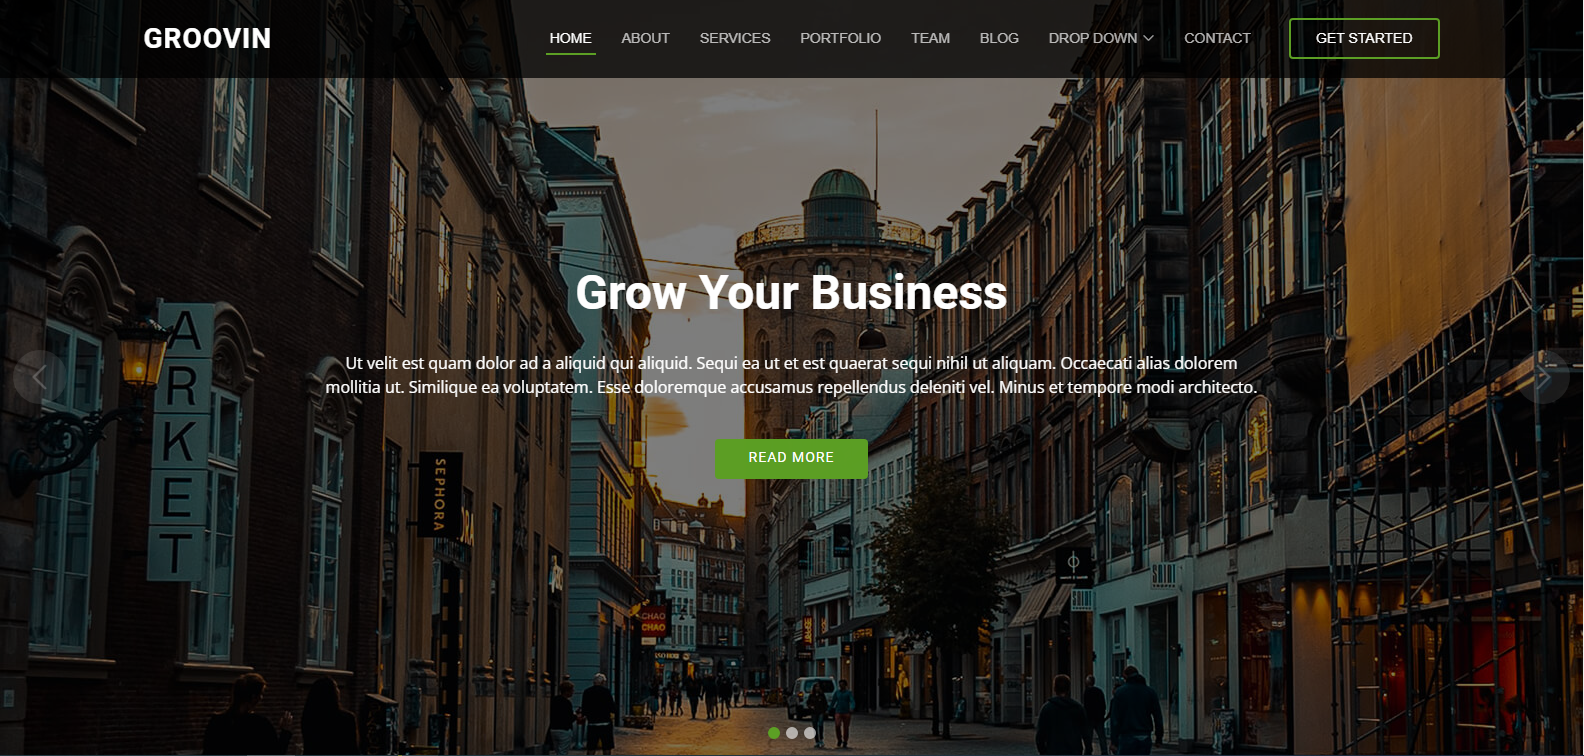 GROOVIN
HOME
ABOUT
SERVICES
PORTFOLIO
TEAM
BLOG
DROP DOWN
CONTACT
GET STARTED
Grow Your Business
Ut velit est quam dolor ad a aliquid qui aliquid. Sequi ea ut et est quaerat sequi nihil ut aliquam. Occaecati alias dolorem
mollitia ut. Similique ea voluptatem. Esse doloremque accusamus repellendus deleniti vel. Minus et tempore modi architecto.
READ MORE
ARKET
SEPHORA
CHAO
CHAO